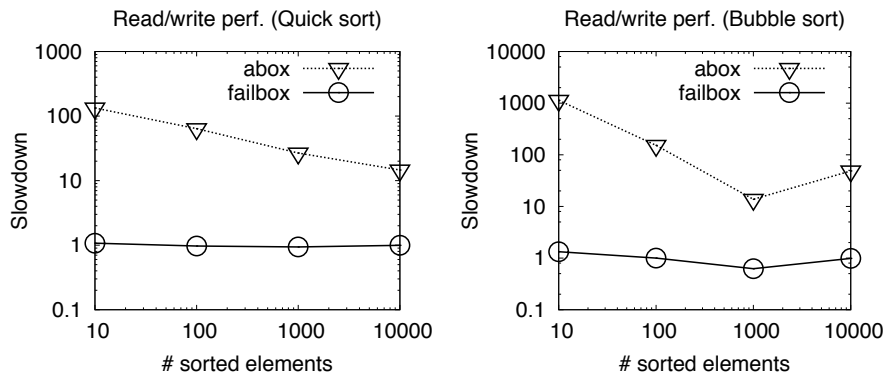 Read/write perf. (Quick sort)
1000
100
10
1
0.1
Slowdown
abox
failbox
10 100 1000 10000
# sorted elements
Read/write perf. (Bubble sort)
10000
1000
100
10
1
0.1
Slowdown
abox
failbox
10 100 1000 10000
# sorted elements